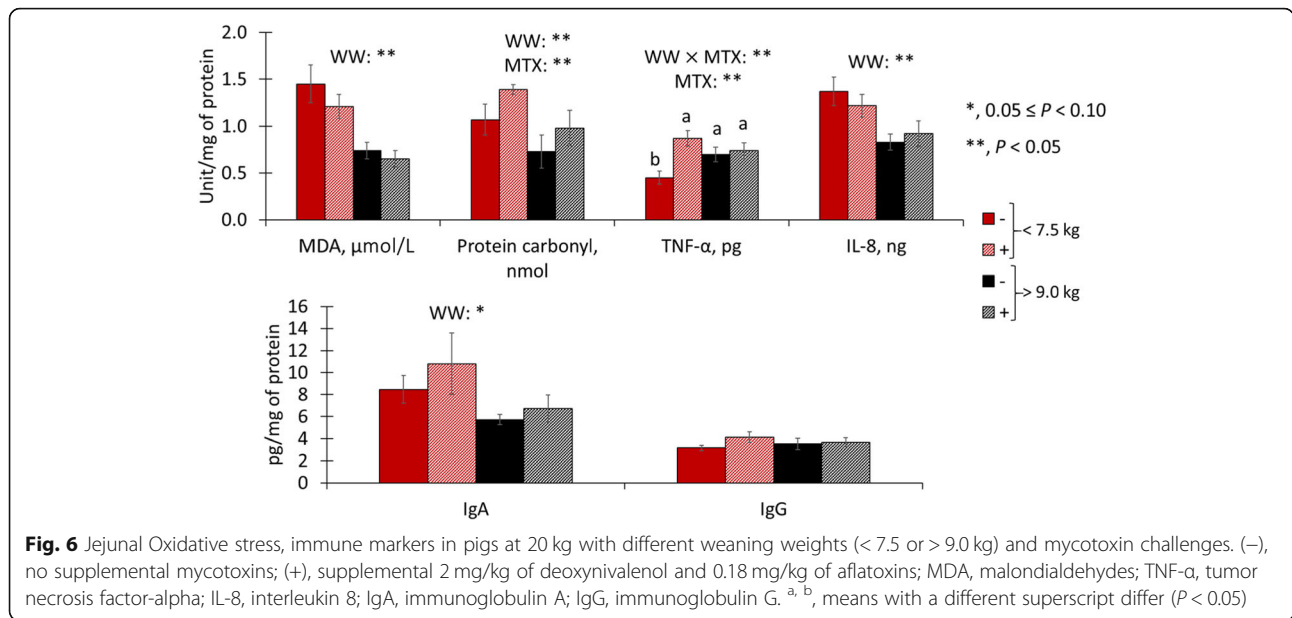 2.0
1.5
1.0
0.5
0.0
Unit/mg of protein
WW: **
WW: **
MTX: **
WW × MTX: **
MTX: **
b
a
a
a
WW: **
MDA, μmol/L
Protein carbonyl,
nmol
TNF-α, pg
IL-8, ng
*, 0.05 ≤ P < 0.10
**, P < 0.05
-
+
< 7.5 kg
-
+
> 9.0 kg
16
14
12
10
8
6
4
2
0
pg/mg of protein
WW: *
IgA
IgG
Fig. 6 Jejunal Oxidative stress, immune markers in pigs at 20 kg with different weaning weights (< 7.5 or > 9.0 kg) and mycotoxin challenges. (−),
no supplemental mycotoxins; (+), supplemental 2 mg/kg of deoxynivalenol and 0.18 mg/kg of aflatoxins; MDA, malondialdehydes; TNF-α, tumor
necrosis factor-alpha; IL-8, interleukin 8; IgA, immunoglobulin A; IgG, immunoglobulin G. a, b, means with a different superscript differ (P < 0.05)